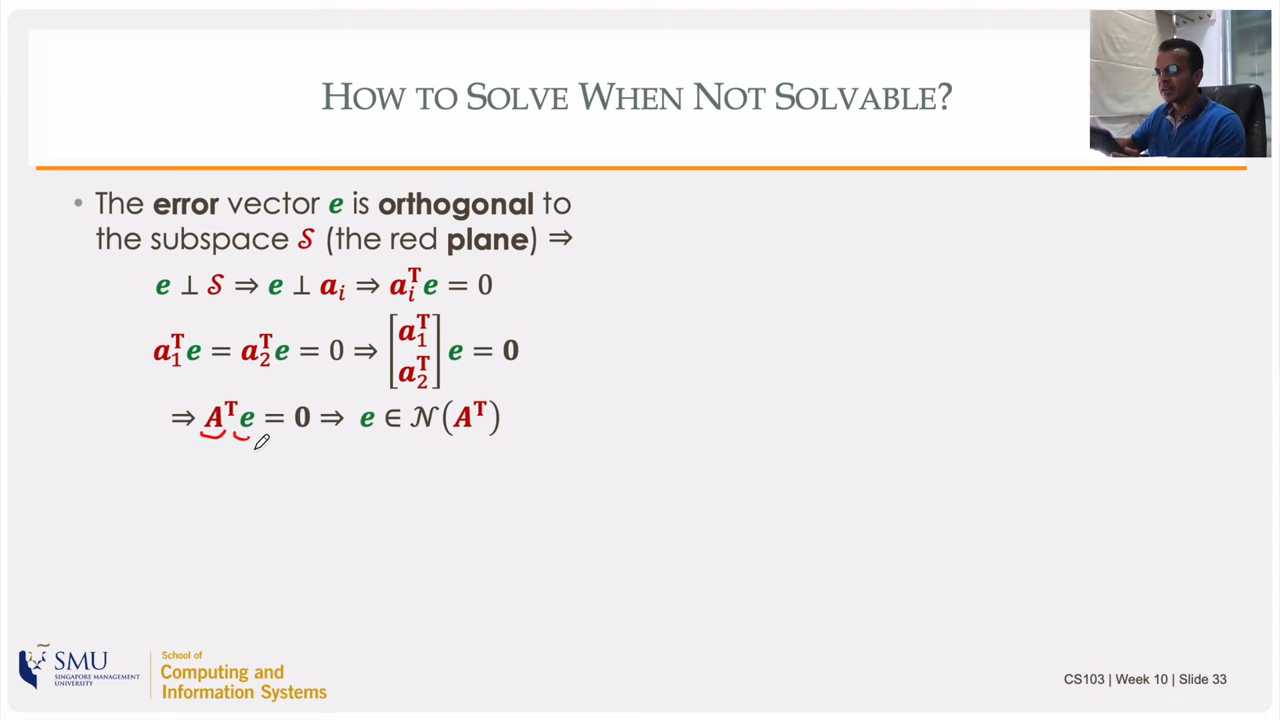 How to Solve When Not Solvable?
• The error vector e is orthogonal to
the subspace 𝒮 (the red plane) ⇒
e ⊥ 𝒮 ⇒ e ⊥ aᵢ ⇒ aᵢᵀe = 0
a₁ᵀe = a₂ᵀe = 0 ⇒ [a₁ᵀ; a₂ᵀ] e = 0
⇒ Aᵀe = 0 ⇒ e ∈ 𝒩(Aᵀ)
SMU
SINGAPORE MANAGEMENT
UNIVERSITY
School of
Computing and
Information Systems
CS103 | Week 10 | Slide 33